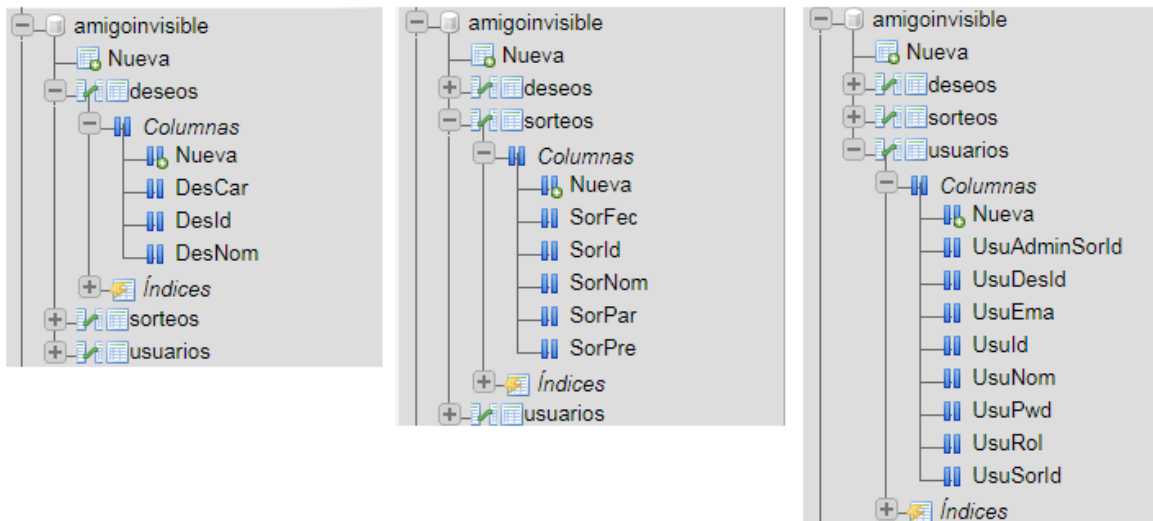 amigoinvisible
Nueva
deseos
Columnas
Nueva
DesCar
DesId
DesNom
Índices
sorteos
usuarios
amigoinvisible
Nueva
deseos
sorteos
Columnas
Nueva
SorFec
SorId
SorNom
SorPar
SorPre
Índices
usuarios
amigoinvisible
Nueva
deseos
sorteos
usuarios
Columnas
Nueva
UsuAdminSorId
UsuDesId
UsuEma
UsuId
UsuNom
UsuPwd
UsuRol
UsuSorId
Índices